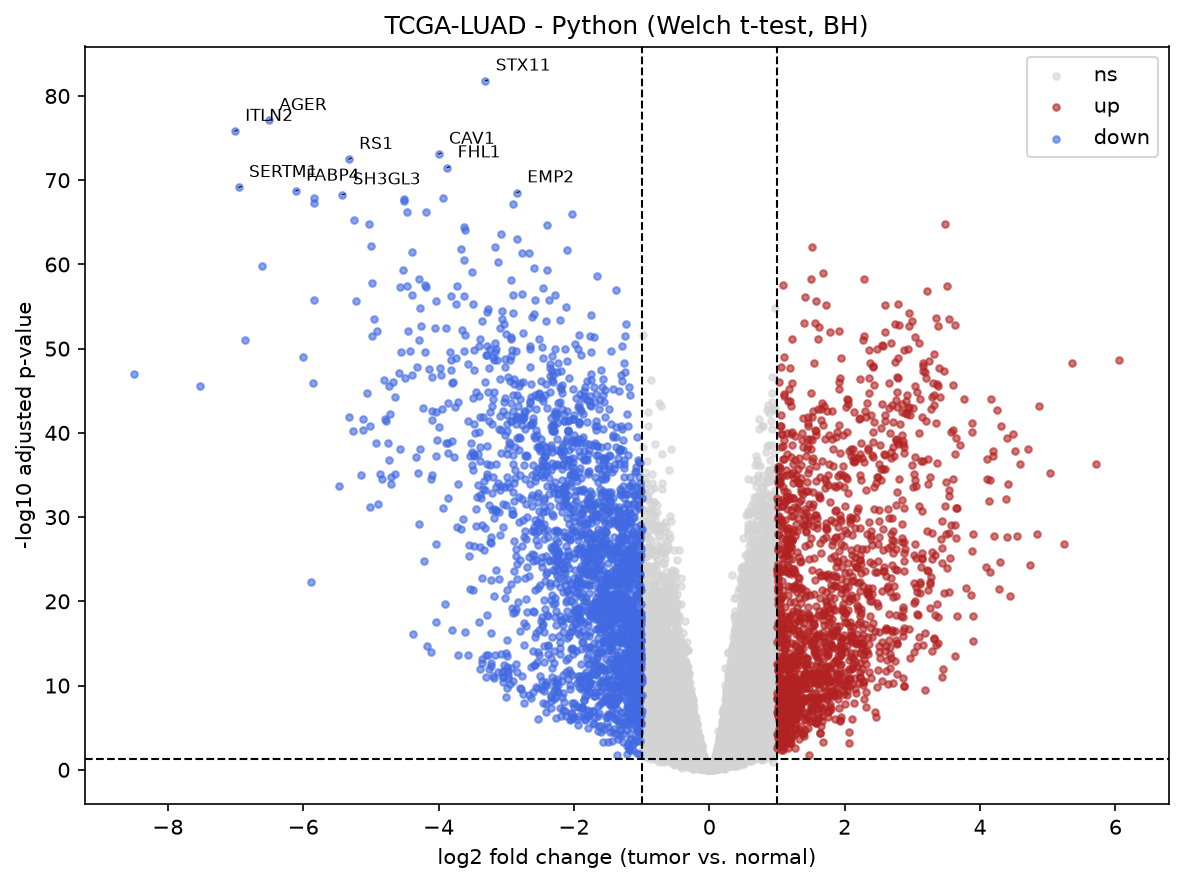 TCGA-LUAD - Python (Welch t-test, BH)
ns
up
down
STX11
AGER
ITLN2
CAV1
RS1
FHL1
SERTM1
FABP4
SH3GL3
EMP2
-log10 adjusted p-value
80
70
60
50
40
30
20
10
0
−8
−6
−4
−2
0
2
4
6
log2 fold change (tumor vs. normal)